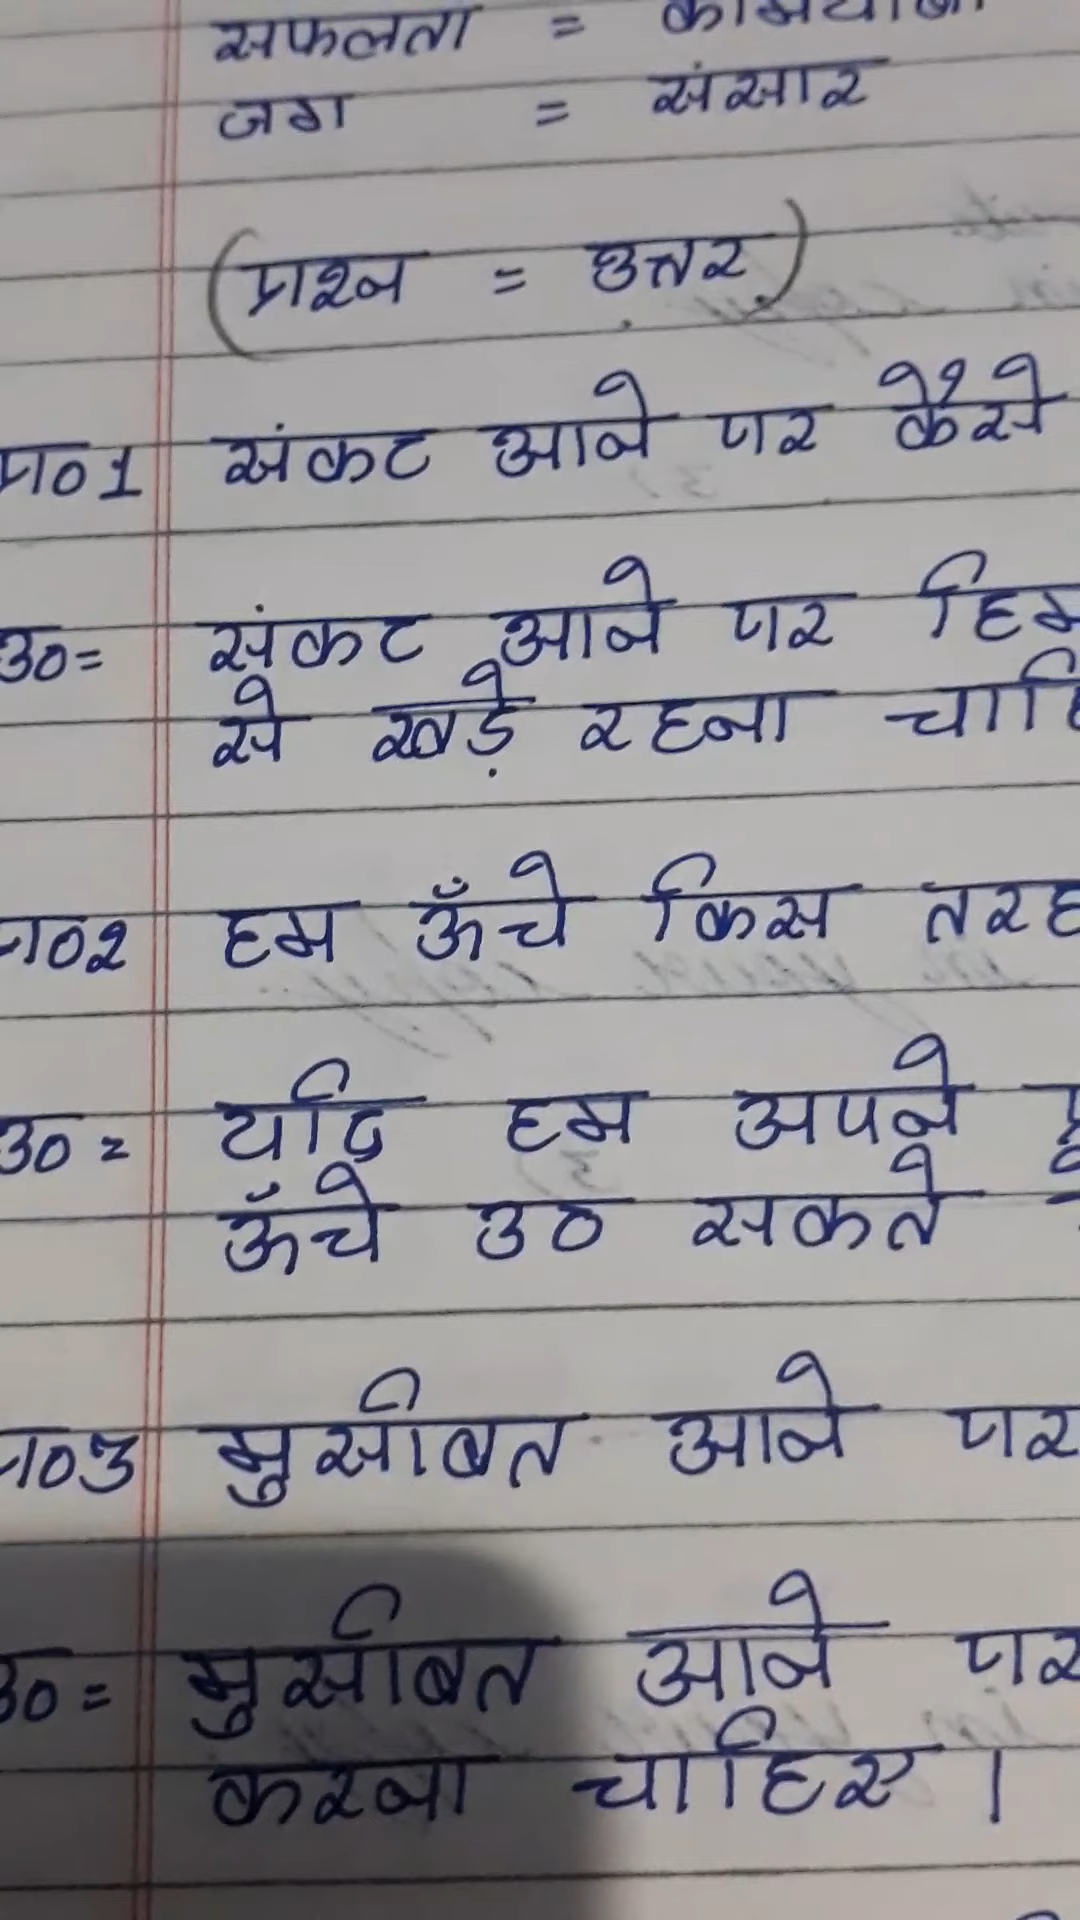 सफलता =
जग = संसार
(प्रश्न = उत्तर)
प्र०1 संकट आने पर कैसे
उ०= संकट आने पर
से खड़े रहना
प्र०2 हम ऊँचे किस तरह
उ०= यदि हम अपने
ऊँचे उठ सकते
प्र०3 मुसीबत आने पर
उ०= मुसीबत आने पर
करना चाहिए।